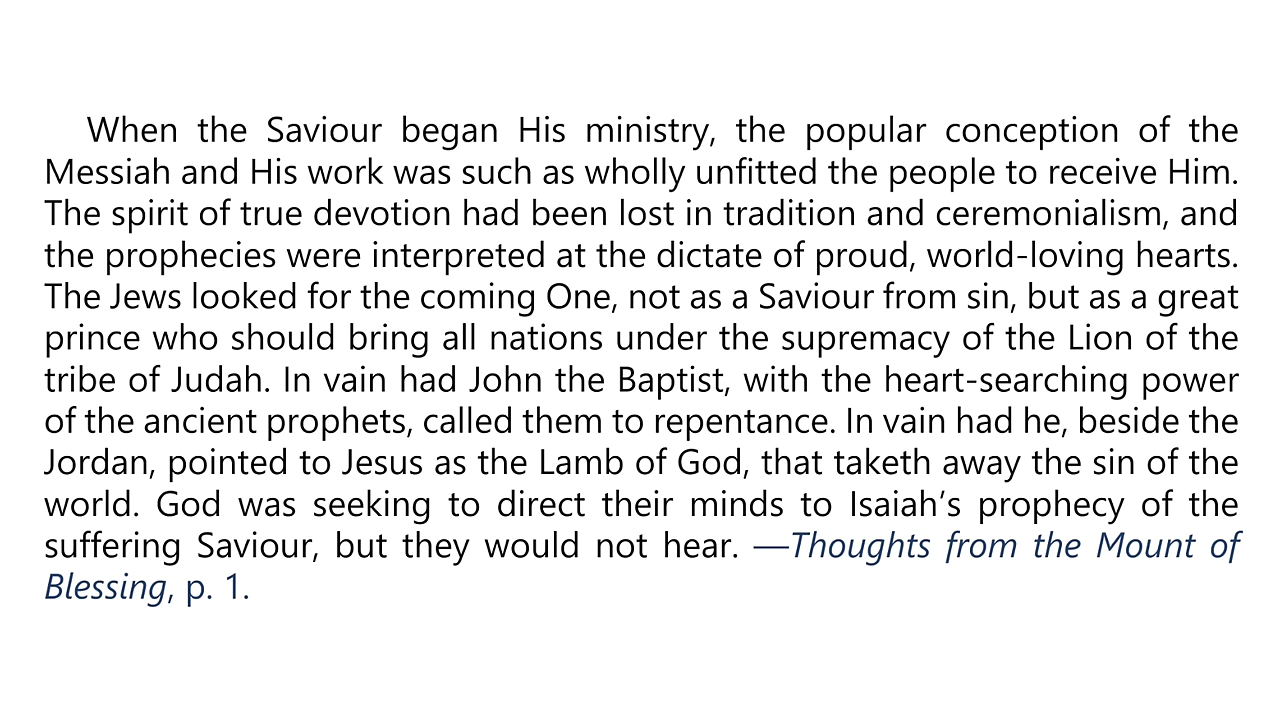 When the Saviour began His ministry, the popular conception of the
Messiah and His work was such as wholly unfitted the people to receive Him.
The spirit of true devotion had been lost in tradition and ceremonialism, and
the prophecies were interpreted at the dictate of proud, world-loving hearts.
The Jews looked for the coming One, not as a Saviour from sin, but as a great
prince who should bring all nations under the supremacy of the Lion of the
tribe of Judah. In vain had John the Baptist, with the heart-searching power
of the ancient prophets, called them to repentance. In vain had he, beside the
Jordan, pointed to Jesus as the Lamb of God, that taketh away the sin of the
world. God was seeking to direct their minds to Isaiah’s prophecy of the
suffering Saviour, but they would not hear. —Thoughts from the Mount of
Blessing, p. 1.